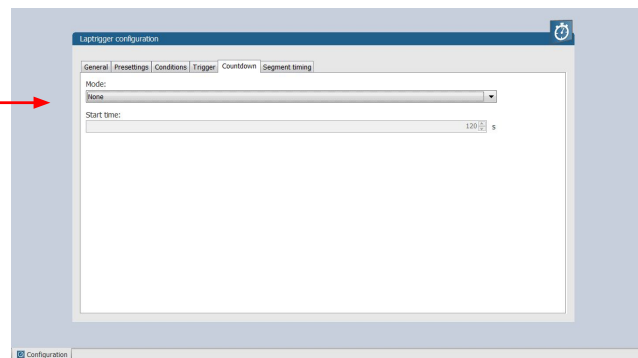 Laptrigger configuration
General Presettings Conditions Trigger Countdown Segment timing
Mode:
None
Start time:
120 s
Configuration